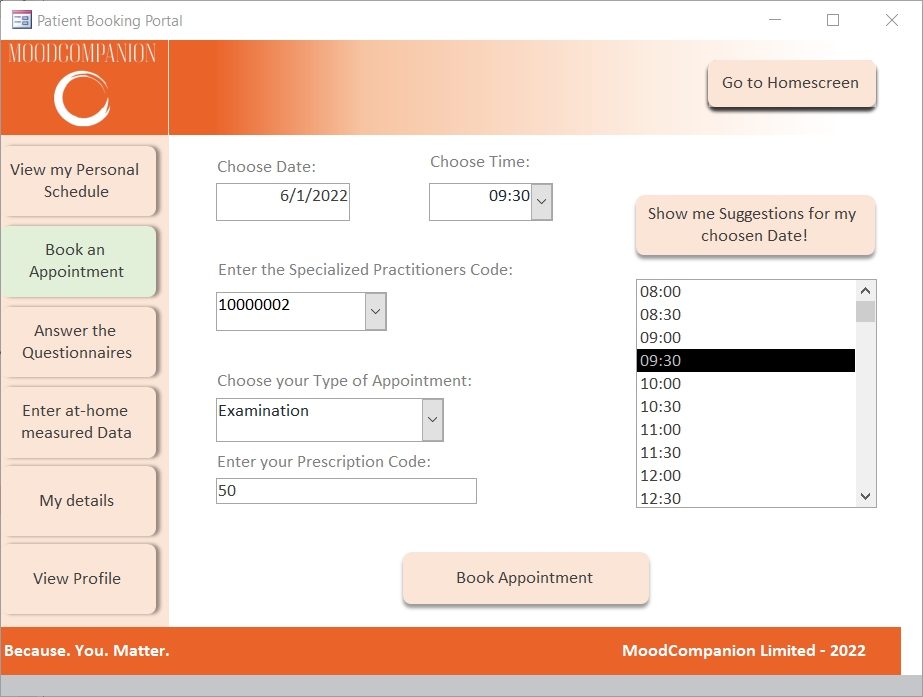 Patient Booking Portal
MOODCOMPANION
Go to Homescreen
View my Personal
Schedule
Book an
Appointment
Answer the
Questionnaires
Enter at-home
measured Data
My details
View Profile
Choose Date:
6/1/2022
Choose Time:
09:30
Enter the Specialized Practitioners Code:
10000002
Choose your Type of Appointment:
Examination
Enter your Prescription Code:
50
Show me Suggestions for my
choosen Date!
08:00
08:30
09:00
09:30
10:00
10:30
11:00
11:30
12:00
12:30
Book Appointment
Because. You. Matter.
MoodCompanion Limited - 2022